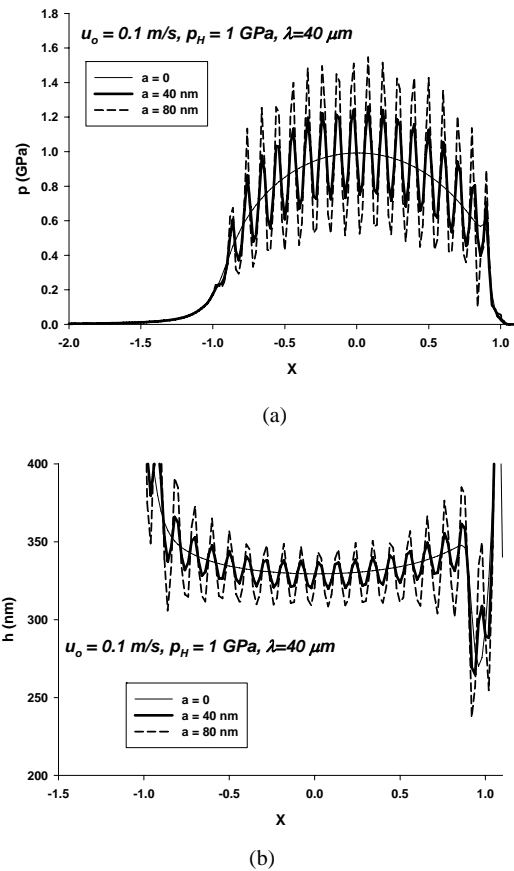 u_o = 0.1 m/s, p_H = 1 GPa, λ=40 μm
a = 0
a = 40 nm
a = 80 nm
p (GPa)
1.8
1.6
1.4
1.2
1.0
0.8
0.6
0.4
0.2
0.0
-2.0 -1.5 -1.0 -0.5 0.0 0.5 1.0
X
(a)
h (nm)
400
350
300
250
200
u_o = 0.1 m/s, p_H = 1 GPa, λ=40 μm
a = 0
a = 40 nm
a = 80 nm
-1.5 -1.0 -0.5 0.0 0.5 1.0
X
(b)